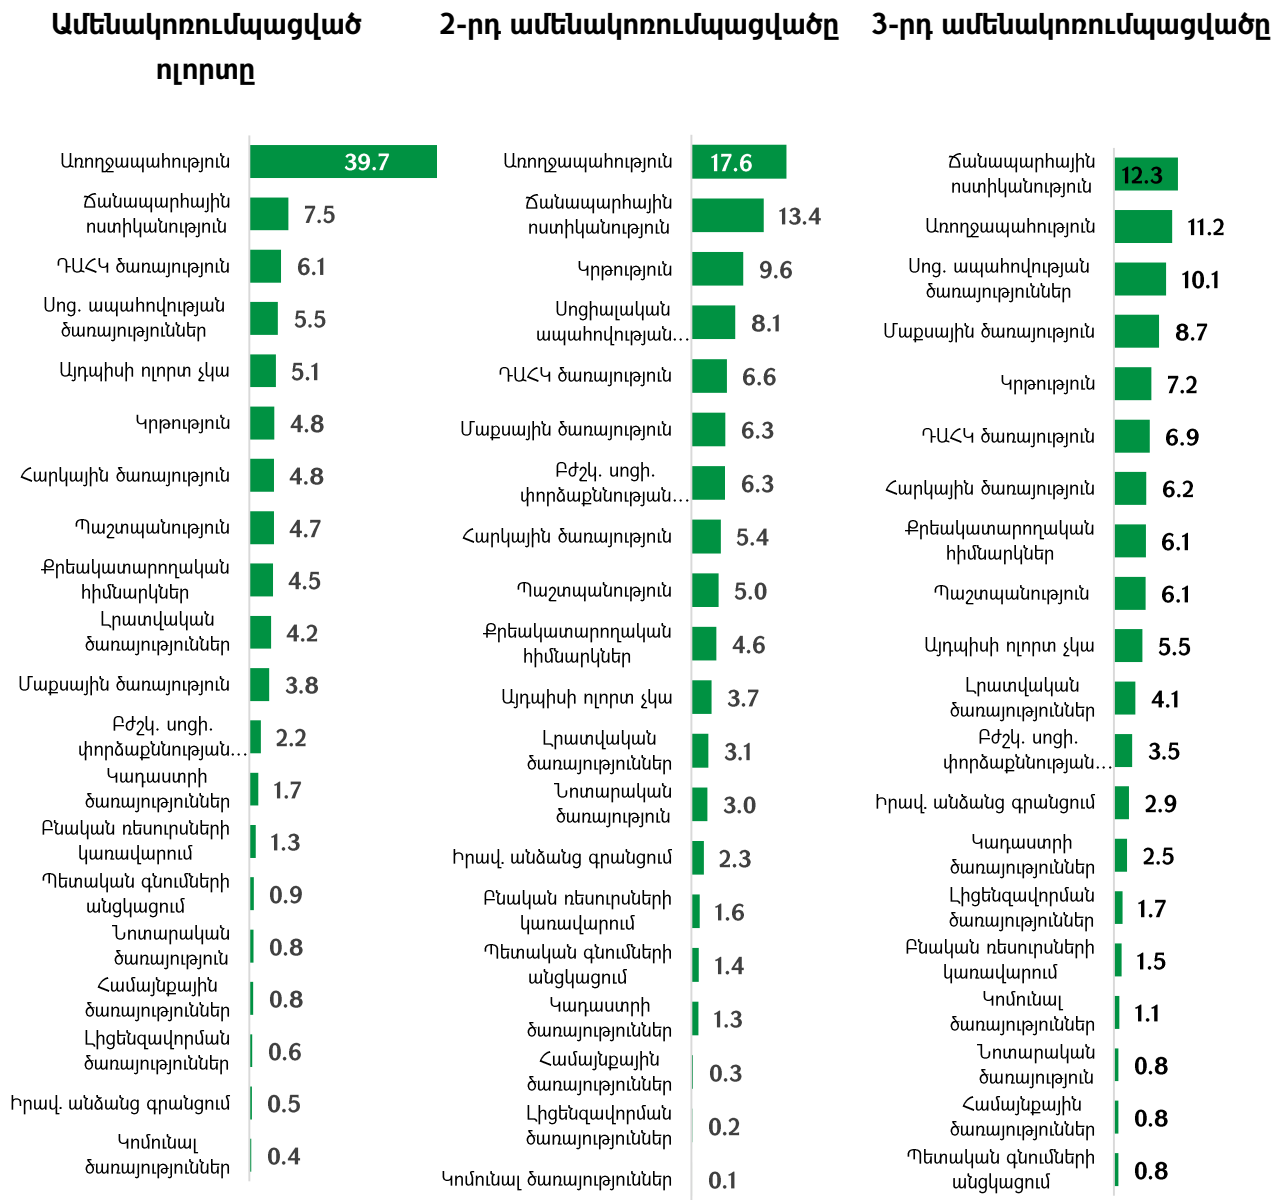 Ամենակոռումպացված
ոլորտը
Առողջապահություն
39.7
Ճանապարհային
ոստիկանություն
7.5
ԴԱՀԿ ծառայություն
6.1
Սոց. ապահովության
ծառայություններ
5.5
Այդպիսի ոլորտ չկա
5.1
Կրթություն
4.8
Հարկային ծառայություն
4.8
Պաշտպանություն
4.7
Քրեակատարողական
հիմնարկներ
4.5
Լրատվական
ծառայություններ
4.2
Մաքսային ծառայություն
3.8
Բժշկ. սոցի.
փորձաքննության...
2.2
Կադաստրի
ծառայություններ
1.7
Բնական ռեսուրսների
կառավարում
1.3
Պետական գնումների
անցկացում
0.9
Նոտարական
ծառայություն
0.8
Համայնքային
ծառայություններ
0.8
Լիցենզավորման
ծառայություններ
0.6
Իրավ. անձանց գրանցում
0.5
Կոմունալ
ծառայություններ
0.4
2-րդ ամենակոռումպացվածը
Առողջապահություն
17.6
Ճանապարհային
ոստիկանություն
13.4
Կրթություն
9.6
Սոցիալական
ապահովության...
8.1
ԴԱՀԿ ծառայություն
6.6
Մաքսային ծառայություն
6.3
Բժշկ. սոցի.
փորձաքննության...
6.3
Հարկային ծառայություն
5.4
Պաշտպանություն
5.0
Քրեակատարողական
հիմնարկներ
4.6
Այդպիսի ոլորտ չկա
3.7
Լրատվական
ծառայություններ
3.1
Նոտարական
ծառայություն
3.0
Իրավ. անձանց գրանցում
2.3
Բնական ռեսուրսների
կառավարում
1.6
Պետական գնումների
անցկացում
1.4
Կադաստրի
ծառայություններ
1.3
Համայնքային
ծառայություններ
0.3
Լիցենզավորման
ծառայություններ
0.2
Կոմունալ ծառայություններ
0.1
3-րդ ամենակոռումպացվածը
Ճանապարհային
ոստիկանություն
12.3
Առողջապահություն
11.2
Սոց. ապահովության
ծառայություններ
10.1
Մաքսային ծառայություն
8.7
Կրթություն
7.2
ԴԱՀԿ ծառայություն
6.9
Հարկային ծառայություն
6.2
Քրեակատարողական
հիմնարկներ
6.1
Պաշտպանություն
6.1
Այդպիսի ոլորտ չկա
5.5
Լրատվական
ծառայություններ
4.1
Բժշկ. սոցի.
փորձաքննության...
3.5
Իրավ. անձանց գրանցում
2.9
Կադաստրի
ծառայություններ
2.5
Լիցենզավորման
ծառայություններ
1.7
Բնական ռեսուրսների
կառավարում
1.5
Կոմունալ
ծառայություններ
1.1
Նոտարական
ծառայություն
0.8
Համայնքային
ծառայություններ
0.8
Պետական գնումների
անցկացում
0.8